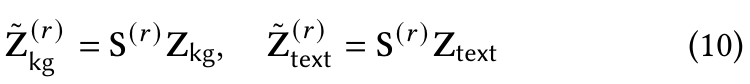 Z̃_kg^(r) = S^(r) Z_kg, Z̃_text^(r) = S^(r) Z_text (10)